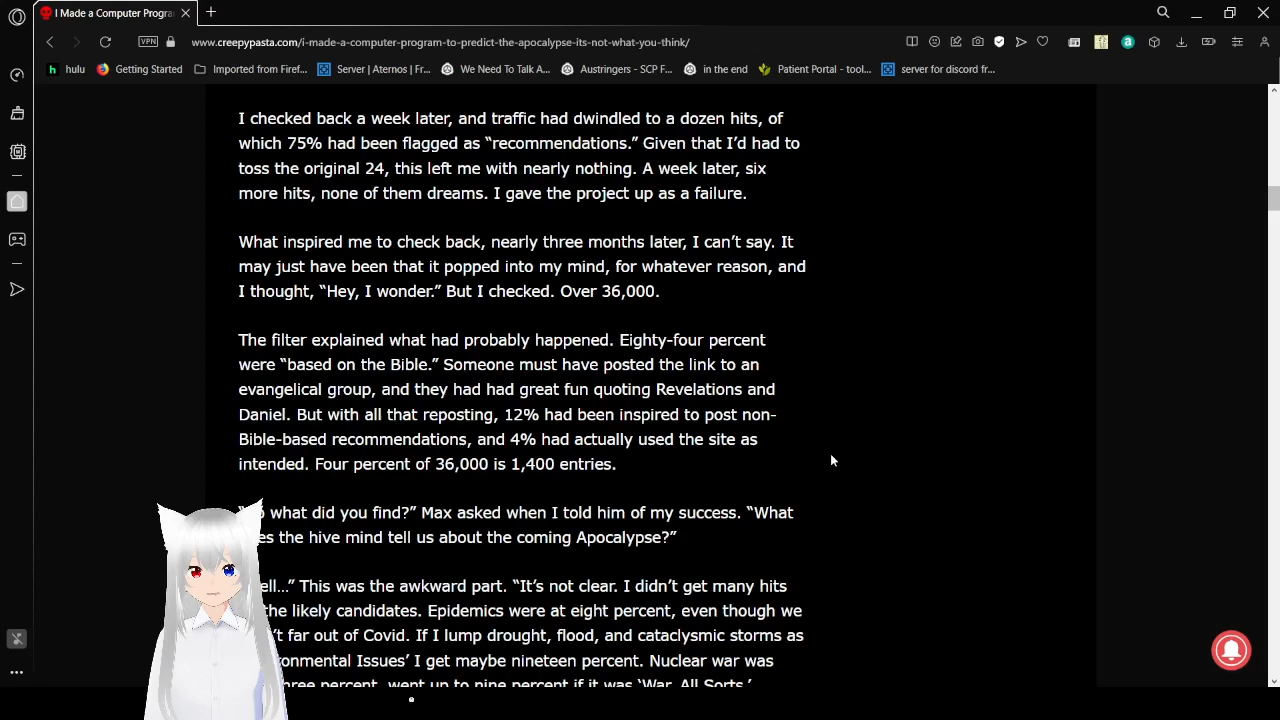 I Made a Computer Progra
www.creepypasta.com/i-made-a-computer-program-to-predict-the-apocalypse-its-not-what-you-think/
VPN
hulu
Getting Started
Imported from Firef...
Server | Aternos | Fr...
We Need To Talk A...
Austringers - SCP F...
in the end
Patient Portal - tool...
server for discord fr...
I checked back a week later, and traffic had dwindled to a dozen hits, of
which 75% had been flagged as “recommendations.” Given that I’d had to
toss the original 24, this left me with nearly nothing. A week later, six
more hits, none of them dreams. I gave the project up as a failure.
What inspired me to check back, nearly three months later, I can’t say. It
may just have been that it popped into my mind, for whatever reason, and
I thought, “Hey, I wonder.” But I checked. Over 36,000.
The filter explained what had probably happened. Eighty-four percent
were “based on the Bible.” Someone must have posted the link to an
evangelical group, and they had had great fun quoting Revelations and
Daniel. But with all that reposting, 12% had been inspired to post non-
Bible-based recommendations, and 4% had actually used the site as
intended. Four percent of 36,000 is 1,400 entries.
what did you find?” Max asked when I told him of my success. “What
the hive mind tell us about the coming Apocalypse?”
This was the awkward part. “It’s not clear. I didn’t get many hits
the likely candidates. Epidemics were at eight percent, even though we
far out of Covid. If I lump drought, flood, and cataclysmic storms as
Issues’ I get maybe nineteen percent. Nuclear war was
percent, went up to nine percent if it was ‘War, All Sorts.’